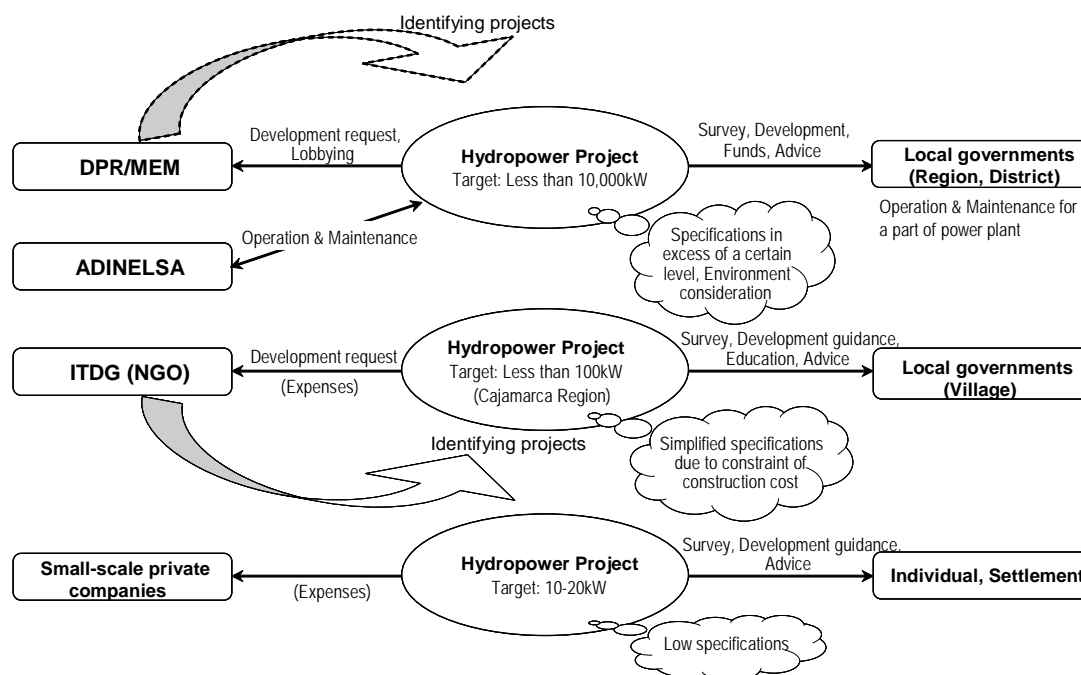 Identifying projects
DPR/MEM
Development request,
Lobbying
Hydropower Project
Target: Less than 10,000kW
Survey, Development,
Funds, Advice
Local governments
(Region, District)
Operation & Maintenance for
a part of power plant
ADINELSA
Operation & Maintenance
Specifications in
excess of a certain
level, Environment
consideration
ITDG (NGO)
Development request
(Expenses)
Hydropower Project
Target: Less than 100kW
(Cajamarca Region)
Survey, Development guidance,
Education, Advice
Local governments
(Village)
Identifying projects
Simplified specifications
due to constraint of
construction cost
Small-scale private
companies
(Expenses)
Hydropower Project
Target: 10-20kW
Survey, Development guidance,
Advice
Individual, Settlement
Low specifications